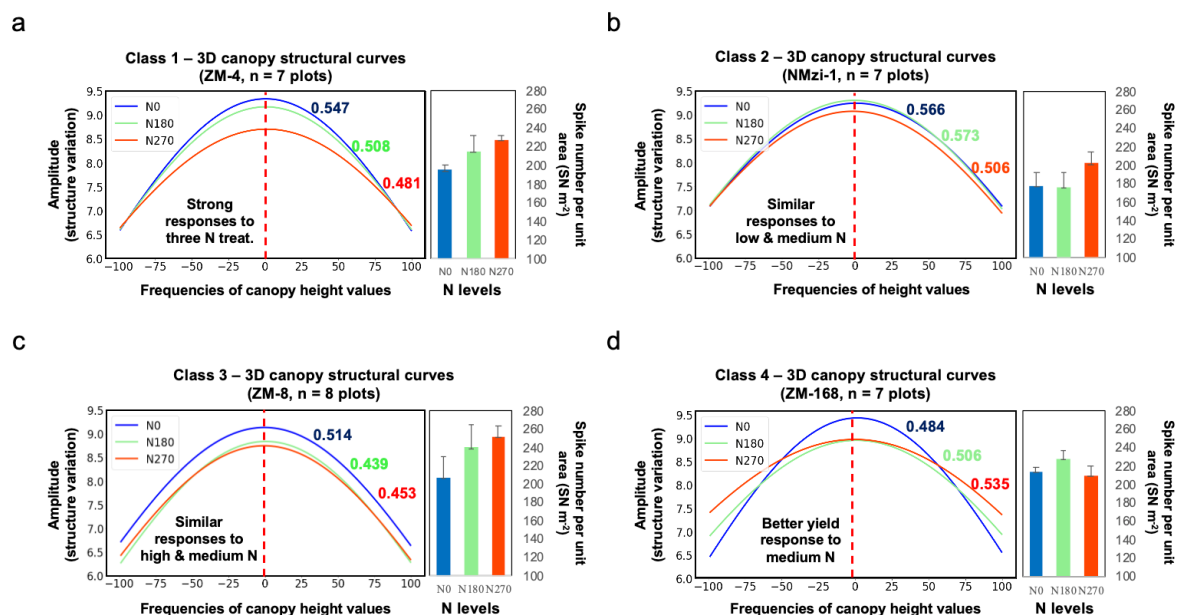 a
Class 1 – 3D canopy structural curves
(ZM-4, n = 7 plots)
Amplitude
(structure variation)
9.5
9.0
8.5
8.0
7.5
7.0
6.5
6.0
N0
N180
N270
0.547
0.508
0.481
Strong
responses to
three N treat.
−100 −75 −50 −25 0 25 50 75 100
Frequencies of canopy height values
280
260
240
220
200
180
160
140
120
100
Spike number per unit
area (SN m-2)
N0 N180 N270
N levels
b
Class 2 – 3D canopy structural curves
(NMzi-1, n = 7 plots)
Amplitude
(structure variation)
9.5
9.0
8.5
8.0
7.5
7.0
6.5
6.0
N0
N180
N270
0.566
0.573
0.506
Similar
responses to
low & medium N
−100 −75 −50 −25 0 25 50 75 100
Frequencies of height values
280
260
240
220
200
180
160
140
120
100
Spike number per unit
area (SN m-2)
N0 N180 N270
N levels
c
Class 3 – 3D canopy structural curves
(ZM-8, n = 8 plots)
Amplitude
(structure variation)
9.5
9.0
8.5
8.0
7.5
7.0
6.5
6.0
N0
N180
N270
0.514
0.439
0.453
Similar
responses to
high & medium N
−100 −75 −50 −25 0 25 50 75 100
Frequencies of canopy height values
280
260
240
220
200
180
160
140
120
100
Spike number per unit
area (SN m-2)
N0 N180 N270
N levels
d
Class 4 – 3D canopy structural curves
(ZM-168, n = 7 plots)
Amplitude
(structure variation)
9.5
9.0
8.5
8.0
7.5
7.0
6.5
6.0
N0
N180
N270
0.484
0.506
0.535
Better yield
response to
medium N
−100 −75 −50 −25 0 25 50 75 100
Frequencies of canopy height values
280
260
240
220
200
180
160
140
120
100
Spike number per unit
area (SN m-2)
N0 N180 N270
N levels